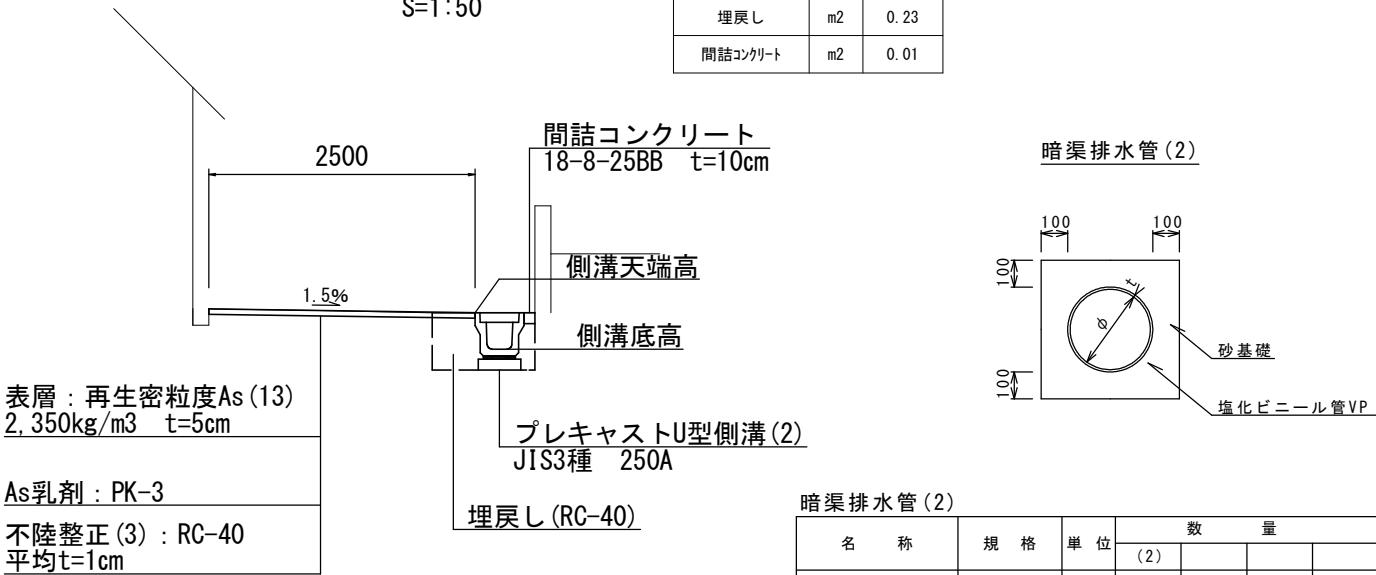 S=1:50
埋戻し m2 0.23
間詰コンクリート m2 0.01
2500
間詰コンクリート
18-8-25BB t=10cm
側溝天端高
1.5%
側溝底高
表層：再生密粒度As(13)
2,350kg/m3 t=5cm
プレキャストU型側溝(2)
JIS3種 250A
As乳剤：PK-3
埋戻し(RC-40)
不陸整正(3)：RC-40
平均t=1cm
暗渠排水管(2)
100 100
100
t
φ
砂基礎
100
塩化ビニール管VP
暗渠排水管(2)
名 称 規 格 単 位 数 量
(2)